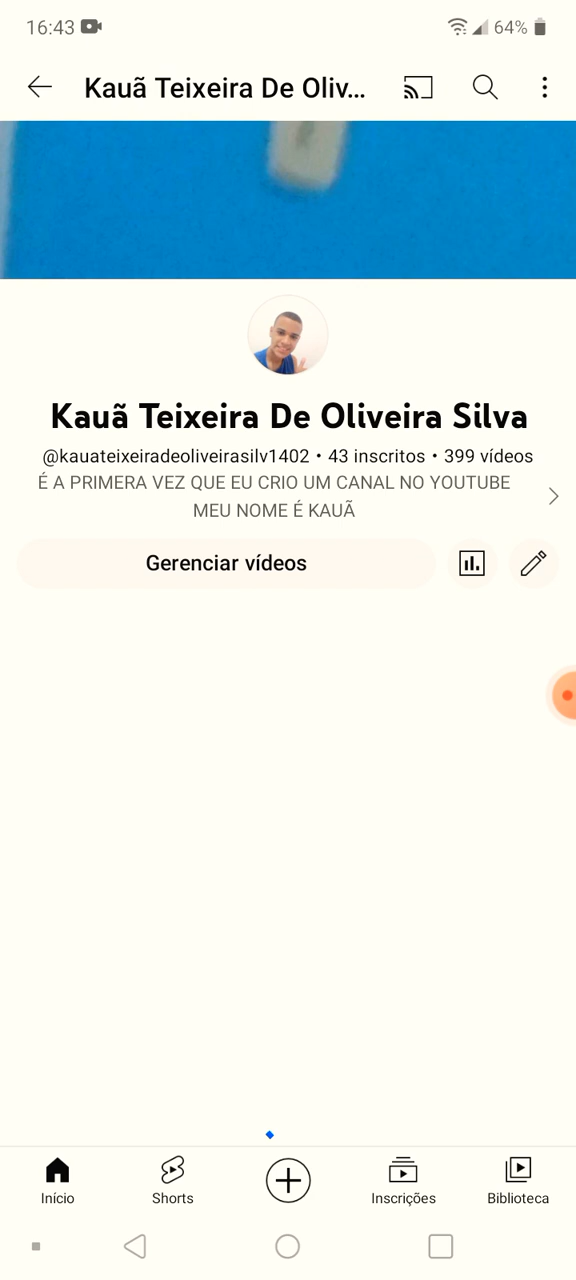 16:43
64%
Kauã Teixeira De Oliv...
Kauã Teixeira De Oliveira Silva
@kauateixeiradeoliveirasilv1402 • 43 inscritos • 399 vídeos
É A PRIMERA VEZ QUE EU CRIO UM CANAL NO YOUTUBE
MEU NOME É KAUÃ
Gerenciar vídeos
Início
Shorts
Inscrições
Biblioteca